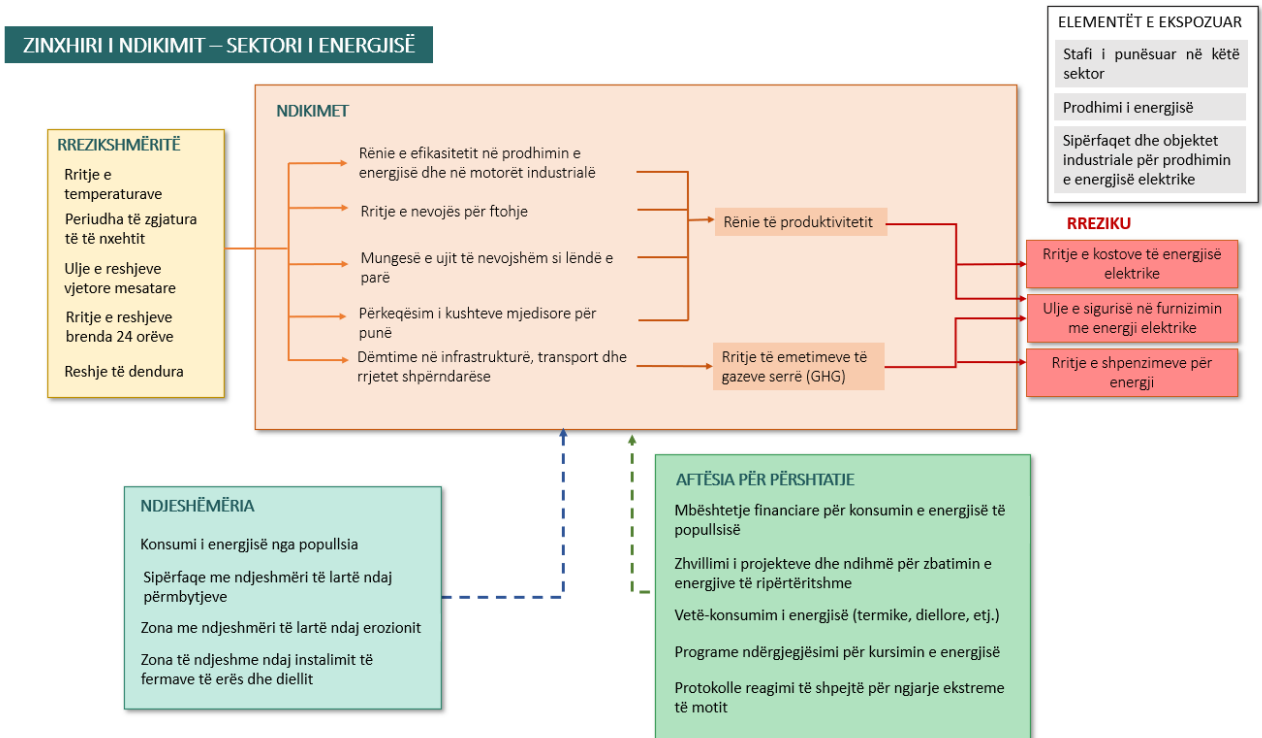 ZINXHIRI I NDIKIMIT – SEKTORI I ENERGJISË
ELEMENTËT E EKSPOZUAR
Stafi i punësuar në këtë
sektor
Prodhimi i energjisë
Sipërfaqet dhe objektet
industriale për prodhimin
e energjisë elektrike
RREZIKSHMËRITË
Rritje e
temperaturave
Periudha të zgjatura
të të nxehtit
Ulje e reshjeve
vjetore mesatare
Rritje e reshjeve
brenda 24 orëve
Reshje të dendura
NDIKIMET
Rënie e efikasitetit në prodhimin e
energjisë dhe në motorët industrialë
Rritje e nevojës për ftohje
Mungesë e ujit të nevojshëm si lëndë e
parë
Përkeqësim i kushteve mjedisore për
punë
Dëmtime në infrastrukturë, transport dhe
rrjetet shpërndarëse
Rënie të produktivitetit
Rritje të emetimeve të
gazeve serrë (GHG)
RREZIKU
Rritje e kostove të energjisë
elektrike
Ulje e sigurisë në furnizimin
me energji elektrike
Rritje e shpenzimeve për
energji
NDJESHËMËRIA
Konsumi i energjisë nga popullsia
Sipërfaqe me ndjeshmëri të lartë ndaj
përmbytjeve
Zona me ndjeshmëri të lartë ndaj erozionit
Zona të ndjeshme ndaj instalimit të
fermave të erës dhe diellit
AFTËSIA PËR PËRSHTATJE
Mbështetje financiare për konsumin e energjisë të
popullsisë
Zhvillimi i projekteve dhe ndihmë për zbatimin e
energjive të ripërtëritshme
Vetë-konsumim i energjisë (termike, diellore, etj.)
Programe ndërgjegjësimi për kursimin e energjisë
Protokolle reagimi të shpejtë për ngjarje ekstreme
të motit